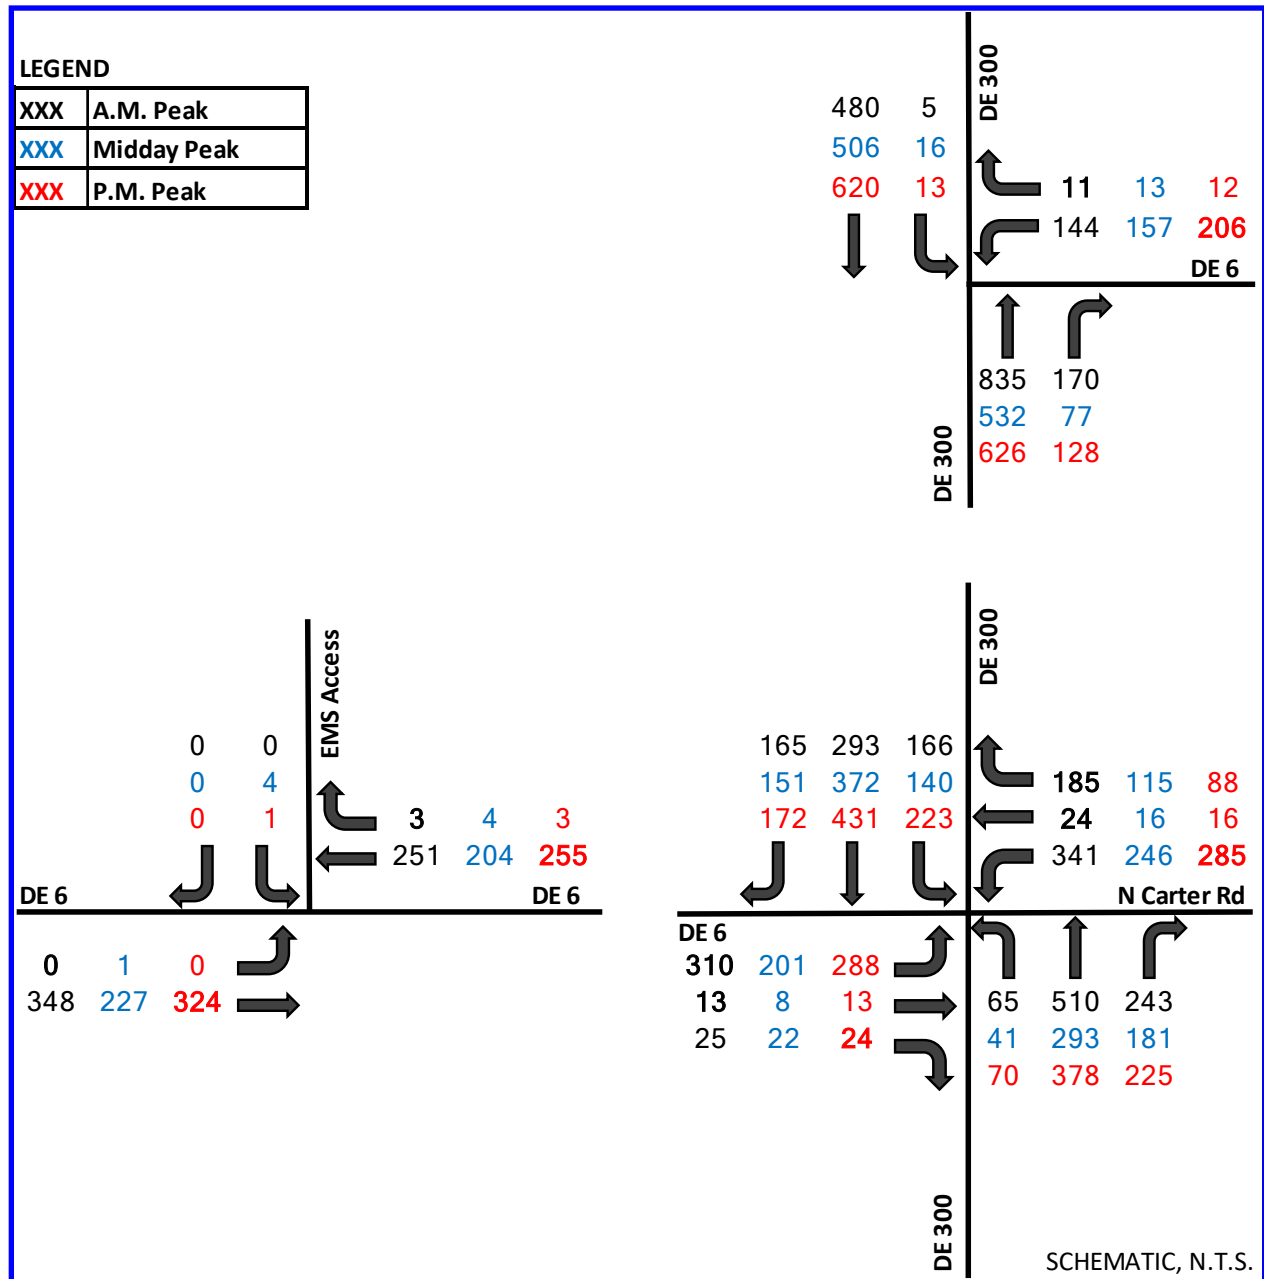 LEGEND
XXX A.M. Peak
XXX Midday Peak
XXX P.M. Peak
DE 300
480 5
506 16
620 13
11 13 12
144 157 206
DE 6
835 170
532 77
626 128
DE 300
EMS Access
0 0
0 4
0 1
3 4 3
251 204 255
DE 6 DE 6
0 1 0
348 227 324
DE 300
165 293 166
151 372 140
172 431 223
185 115 88
24 16 16
341 246 285
N Carter Rd
DE 6
310 201 288
13 8 13
25 22 24
65 510 243
41 293 181
70 378 225
DE 300
SCHEMATIC, N.T.S.